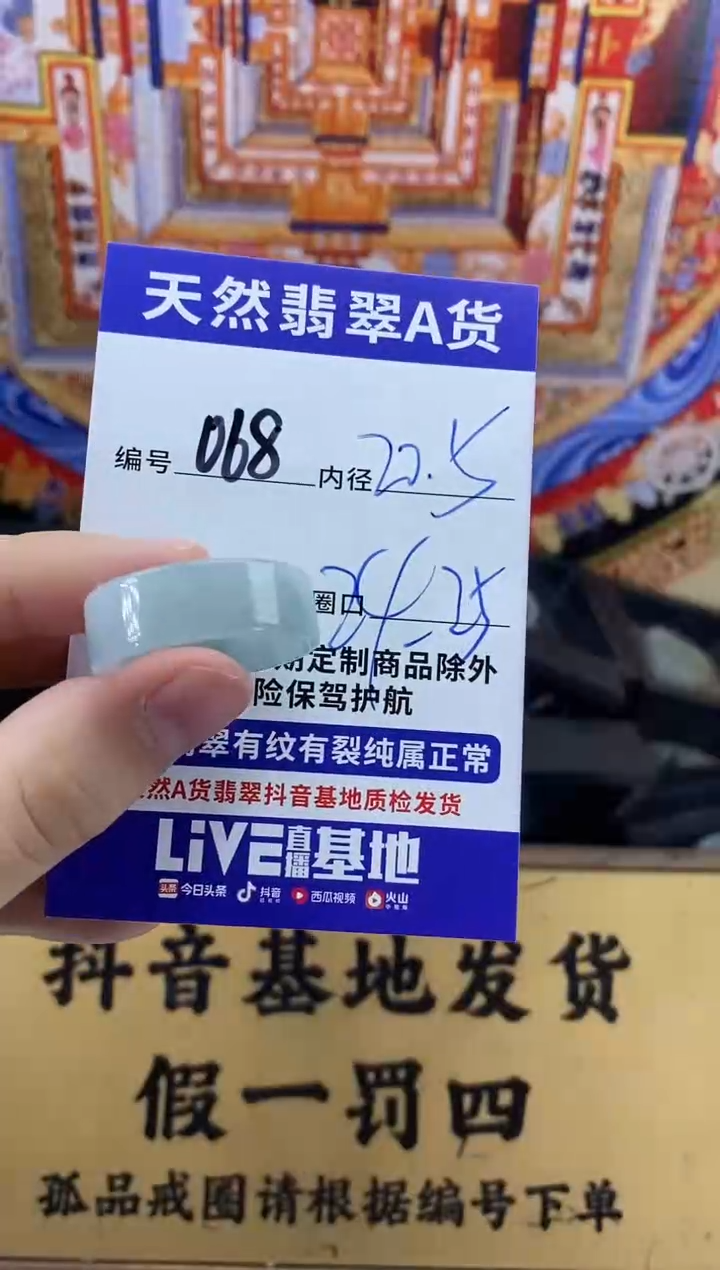 天然翡翠A货
编号 068 内径 22.5
圈口 24-25
期定制商品除外
险保驾护航
翠有纹有裂纯属正常
然A货翡翠抖音基地质检发货
LiVE直播基地
头条 今日头条 抖音 西瓜视频 火山
抖音基地发货
假一罚四
孤品戒圈请根据编号下单